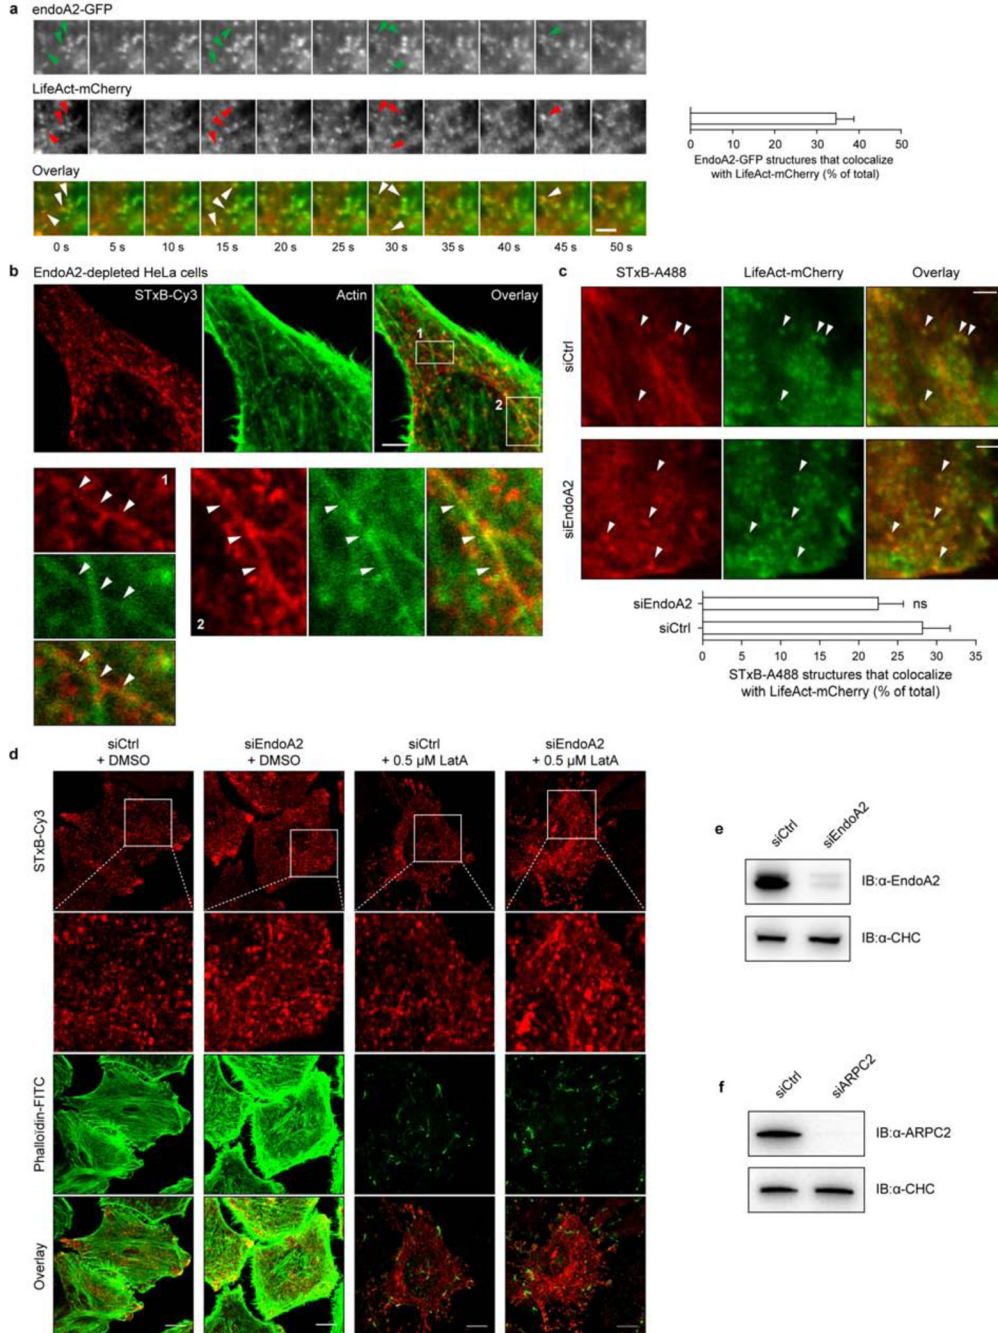 a
endoA2-GFP
LifeAct-mCherry
Overlay
0 s 5 s 10 s 15 s 20 s 25 s 30 s 35 s 40 s 45 s 50 s
0 10 20 30 40 50
EndoA2-GFP structures that colocalize
with LifeAct-mCherry (% of total)
b EndoA2-depleted HeLa cells
STxB-Cy3 Actin Overlay
1
2
1
2
c STxB-A488 LifeAct-mCherry Overlay
siCtrl
siEndoA2
siEndoA2 ns
siCtrl
0 5 10 15 20 25 30 35
STxB-A488 structures that colocalize
with LifeAct-mCherry (% of total)
d
siCtrl siEndoA2 siCtrl siEndoA2
+ DMSO + DMSO + 0.5 µM LatA + 0.5 µM LatA
STxB-Cy3
Phalloidin-FITC
Overlay
e siCtrl siEndoA2
IB:α-EndoA2
IB:α-CHC
f siCtrl siARPC2
IB:α-ARPC2
IB:α-CHC